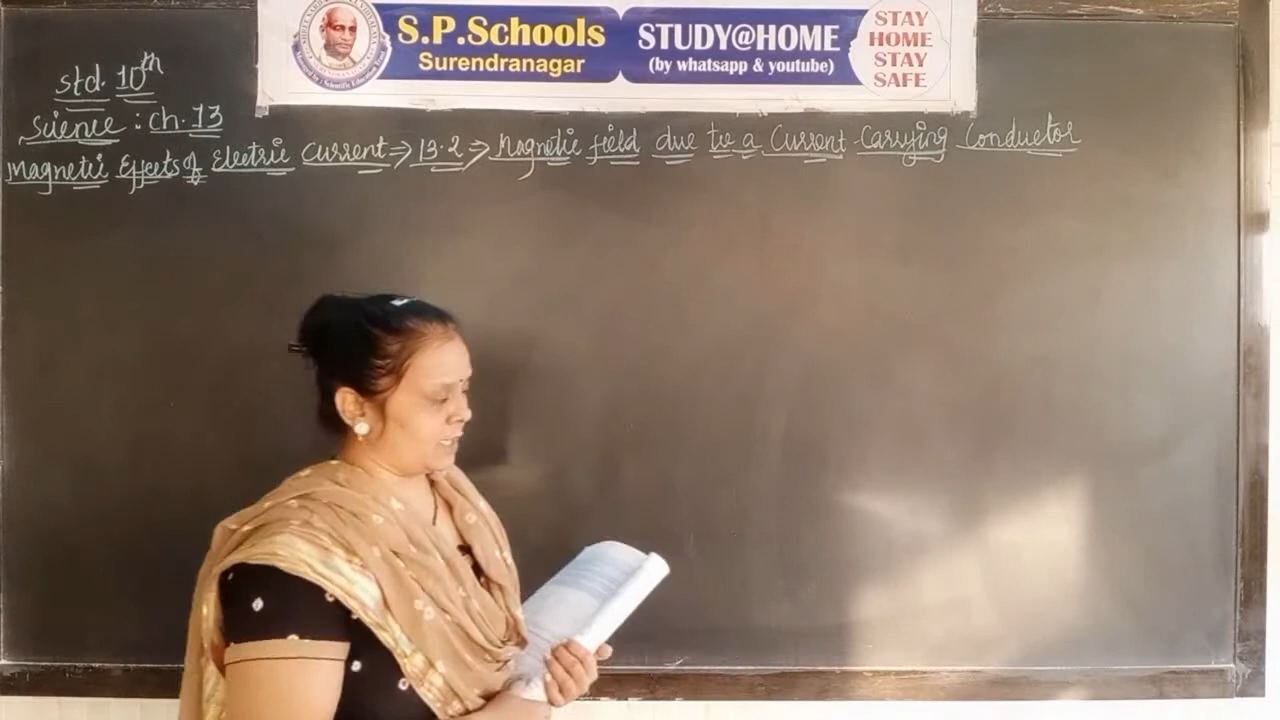 S.P.Schools
Surendranagar
STUDY@HOME
(by whatsapp & youtube)
STAY
HOME
STAY
SAFE
Std. 10th
Science : Ch. 13
Magnetic Effects of Electric Current => 13.2 => Magnetic field due to a Current-Carrying Conductor